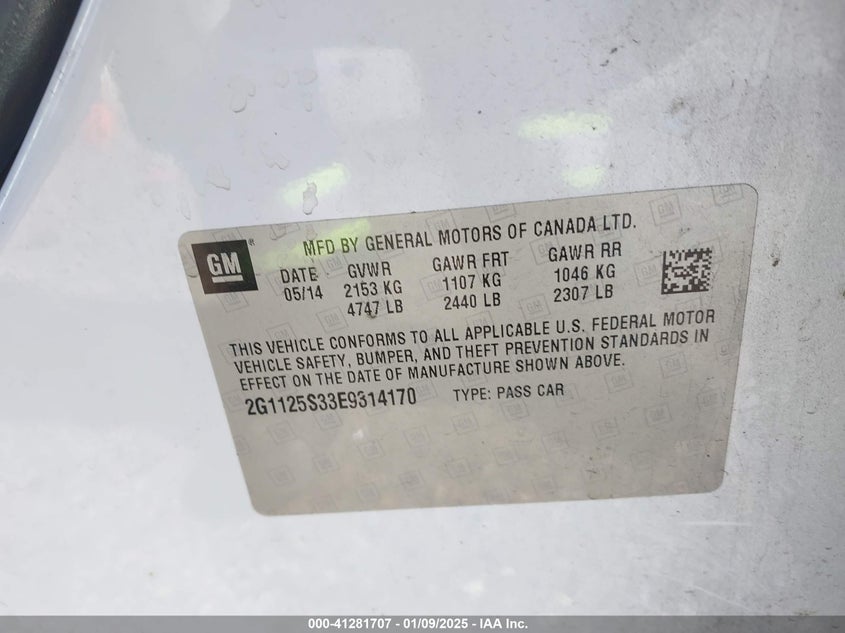 GM ®
MFD BY GENERAL MOTORS OF CANADA LTD.
DATE GVWR GAWR FRT GAWR RR
05/14 2153 KG 1107 KG 1046 KG
4747 LB 2440 LB 2307 LB
THIS VEHICLE CONFORMS TO ALL APPLICABLE U.S. FEDERAL MOTOR
VEHICLE SAFETY, BUMPER, AND THEFT PREVENTION STANDARDS IN
EFFECT ON THE DATE OF MANUFACTURE SHOWN ABOVE.
2G1125S33E9314170 TYPE: PASS CAR
000-41281707 — 01/09/2025 — IAA Inc.